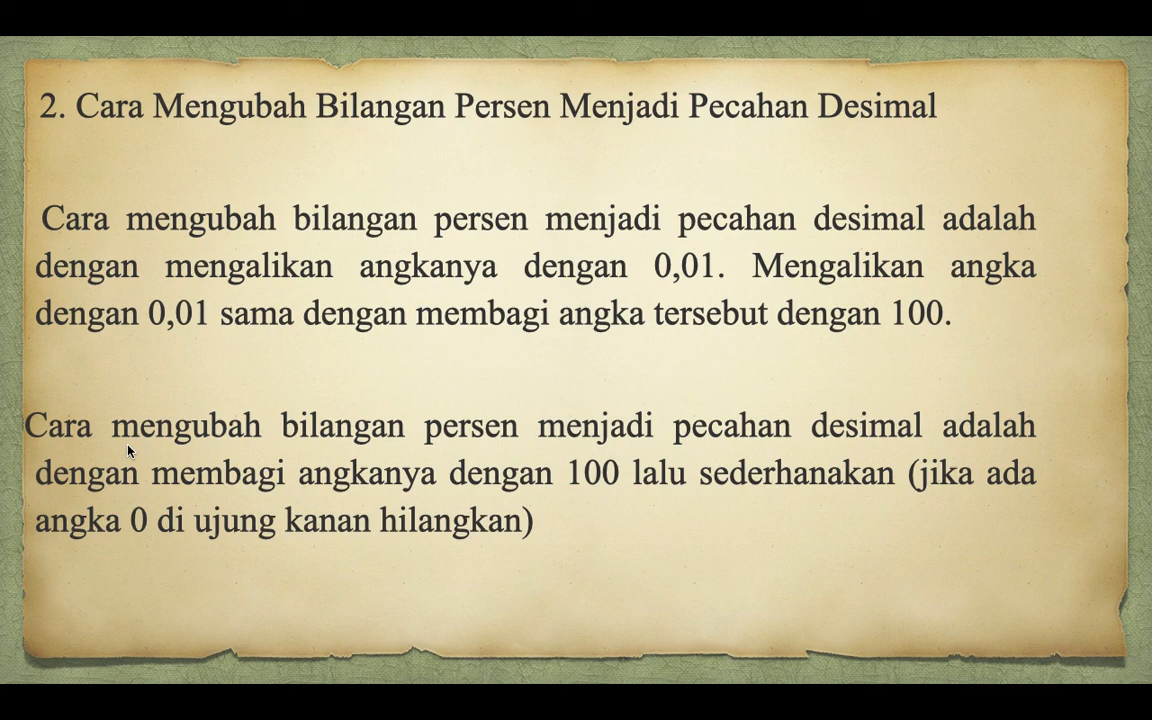 2. Cara Mengubah Bilangan Persen Menjadi Pecahan Desimal
Cara mengubah bilangan persen menjadi pecahan desimal adalah
dengan mengalikan angkanya dengan 0,01. Mengalikan angka
dengan 0,01 sama dengan membagi angka tersebut dengan 100.
Cara mengubah bilangan persen menjadi pecahan desimal adalah
dengan membagi angkanya dengan 100 lalu sederhanakan (jika ada
angka 0 di ujung kanan hilangkan)